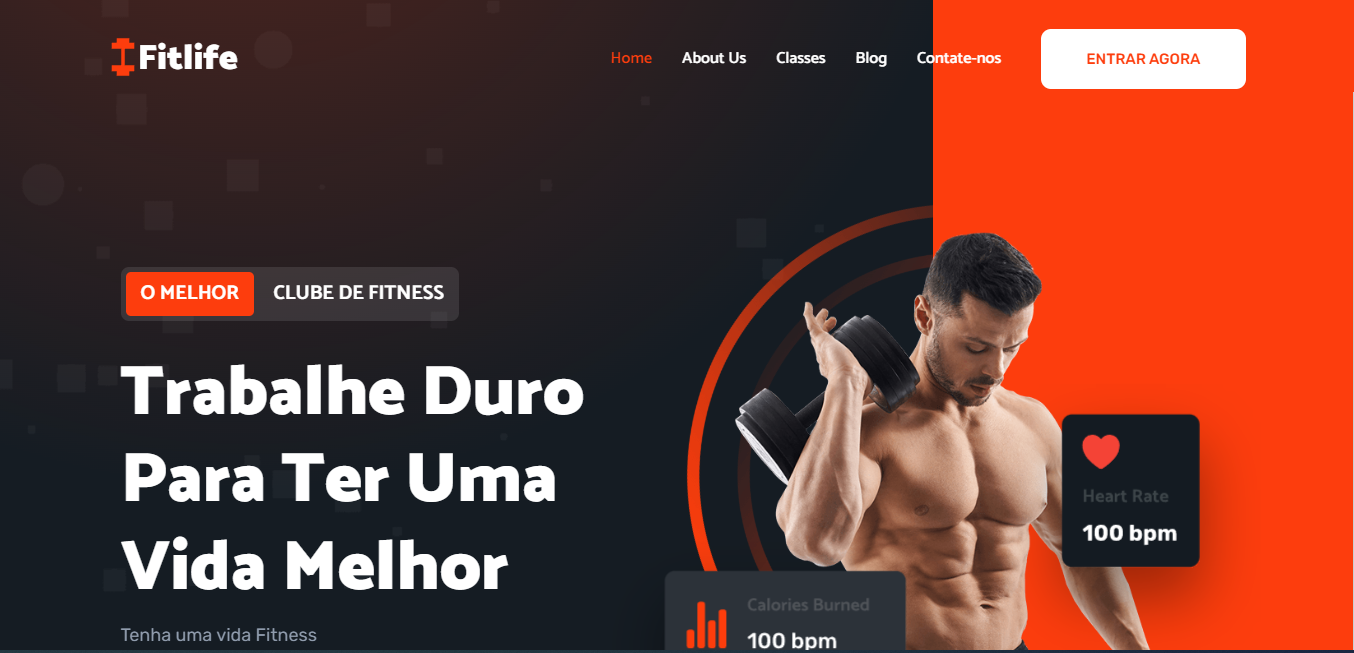 Fitlife
Home About Us Classes Blog Contate-nos ENTRAR AGORA
O MELHOR CLUBE DE FITNESS
Trabalhe Duro
Para Ter Uma
Vida Melhor
Tenha uma vida Fitness
Heart Rate
100 bpm
Calories Burned
100 bpm